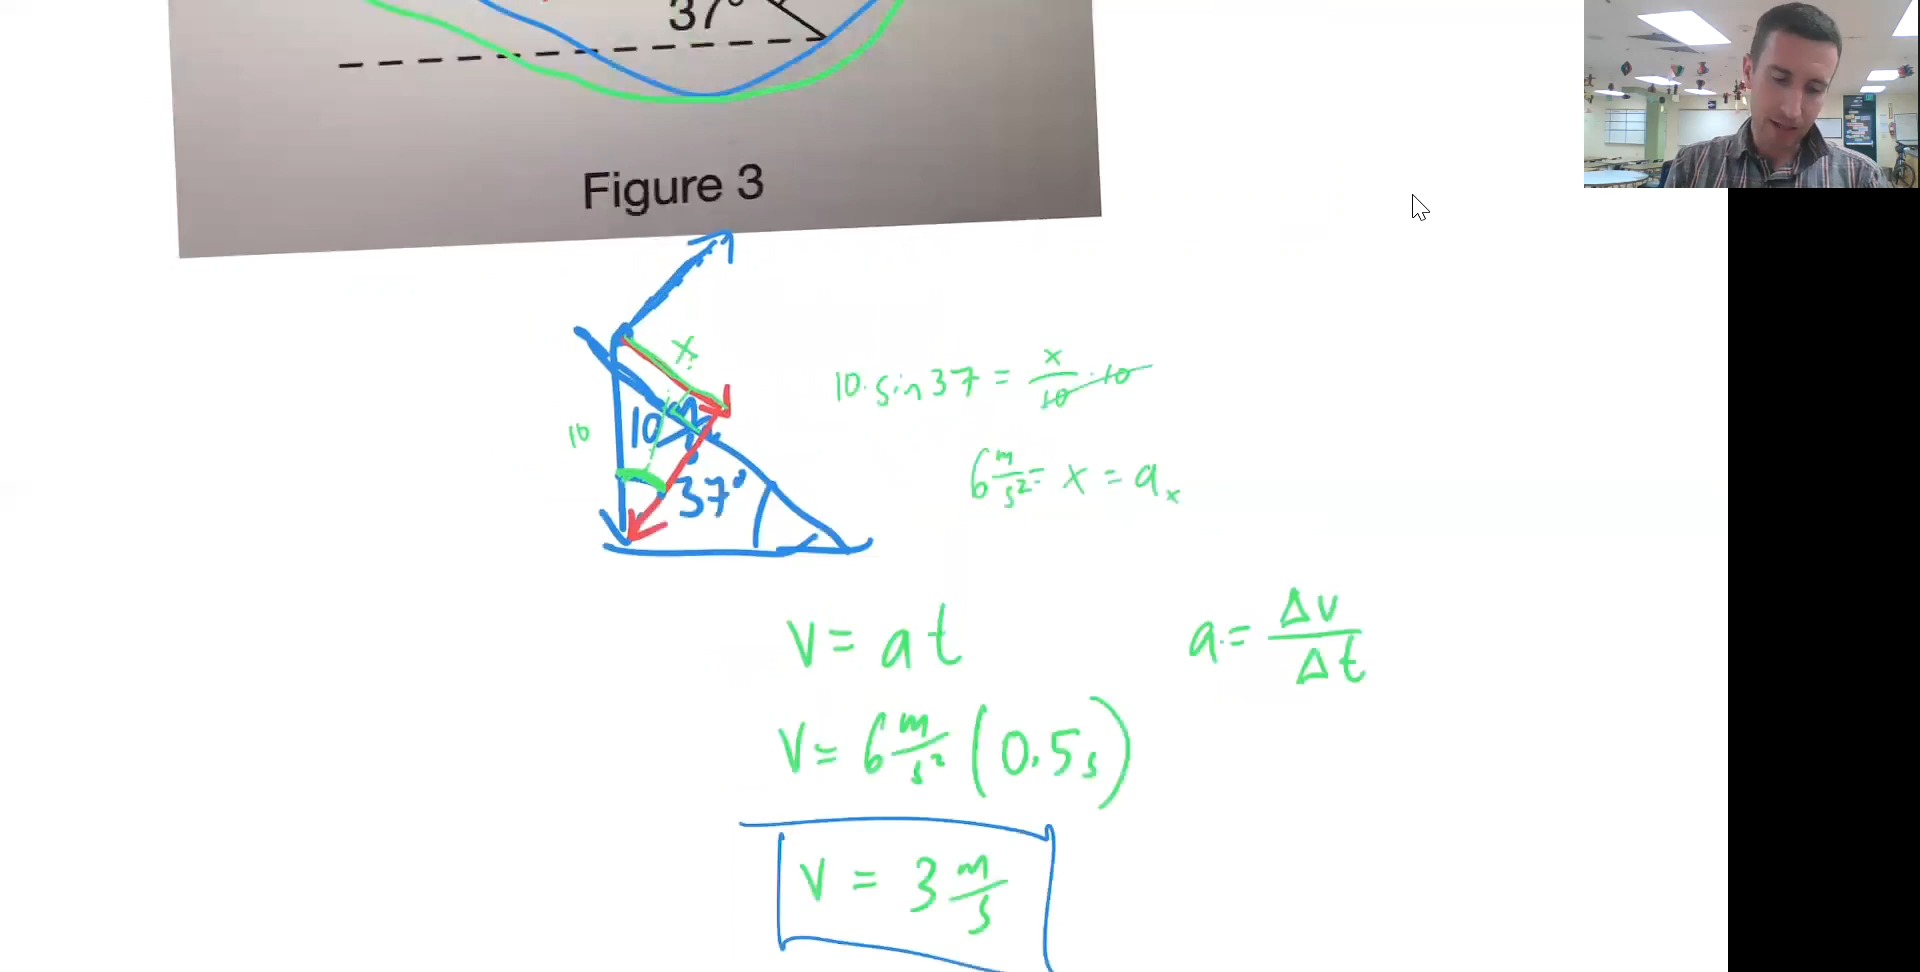 37°
Figure 3
x
10
10
37°
10 · sin 37 = x/10 · 10
6 m/s² = x = aₓ
v = at
a = Δv/Δt
v = 6 m/s² (0.5s)
v = 3 m/s